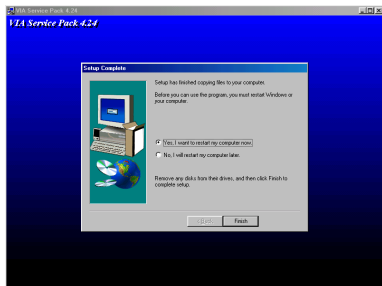 VIA Service Pack 4.24
VIA Service Pack 4.24
Setup Complete
Setup has finished copying files to your computer.
Before you can use the program, you must restart Windows or
your computer.
Yes, I want to restart my computer now.
No, I will restart my computer later.
Remove any disks from their drives, and then click Finish to
complete setup.
< Back
Finish